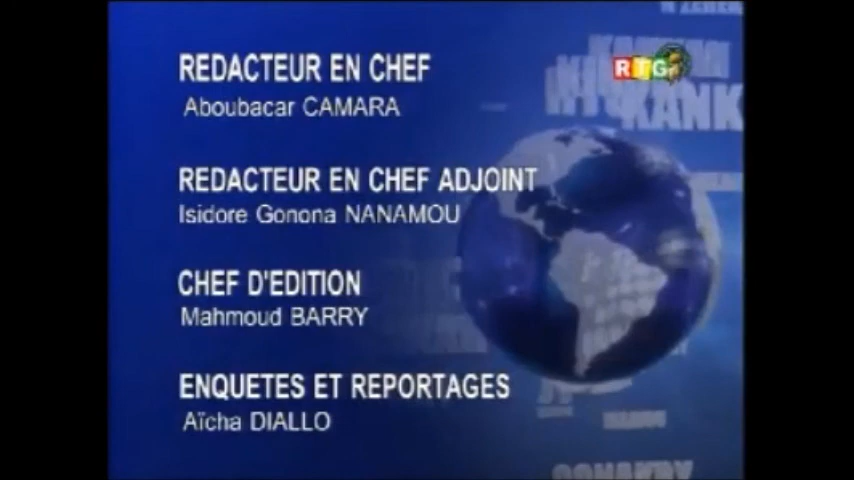 REDACTEUR EN CHEF
Aboubacar CAMARA
RTG
KANK
REDACTEUR EN CHEF ADJOINT
Isidore Gonona NANAMOU
CHEF D'EDITION
Mahmoud BARRY
ENQUETES ET REPORTAGES
Aïcha DIALLO